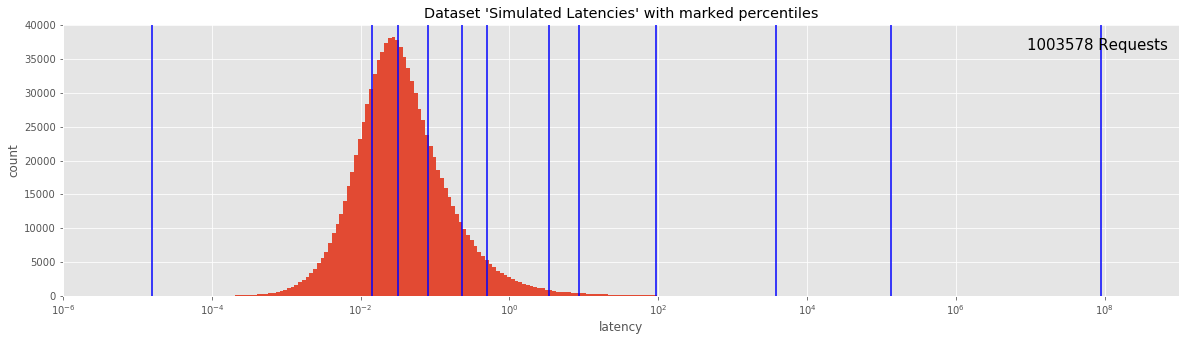 Dataset 'Simulated Latencies' with marked percentiles
40000
1003578 Requests
35000
30000
25000
20000
15000
10000
5000
0
count
10⁻⁶ 10⁻⁴ 10⁻² 10⁰ 10² 10⁴ 10⁶ 10⁸
latency